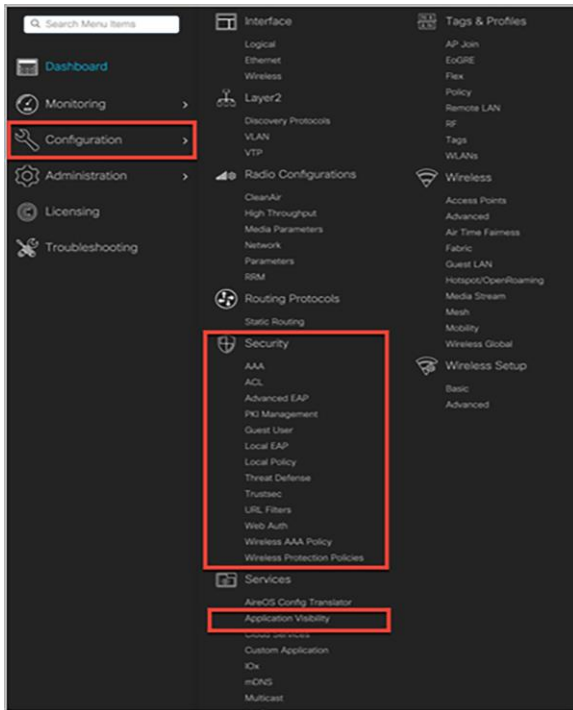 Search Menu Items
Dashboard
Monitoring
Configuration
Administration
Licensing
Troubleshooting
Interface
Logical
Ethernet
Wireless
Layer2
Discovery Protocols
VLAN
VTP
Radio Configurations
CleanAir
High Throughput
Media Parameters
Network
Parameters
RRM
Routing Protocols
Static Routing
Security
AAA
ACL
Advanced EAP
PKI Management
Guest User
Local EAP
Local Policy
Threat Defense
Trustsec
URL Filters
Web Auth
Wireless AAA Policy
Wireless Protection Policies
Services
AireOS Config Translator
Application Visibility
Cloud Services
Custom Application
IOx
mDNS
Multicast
Tags & Profiles
AP Join
EoGRE
Flex
Policy
Remote LAN
RF
Tags
WLANs
Wireless
Access Points
Advanced
Air Time Fairness
Fabric
Guest LAN
Hotspot/OpenRoaming
Media Stream
Mesh
Mobility
Wireless Global
Wireless Setup
Basic
Advanced